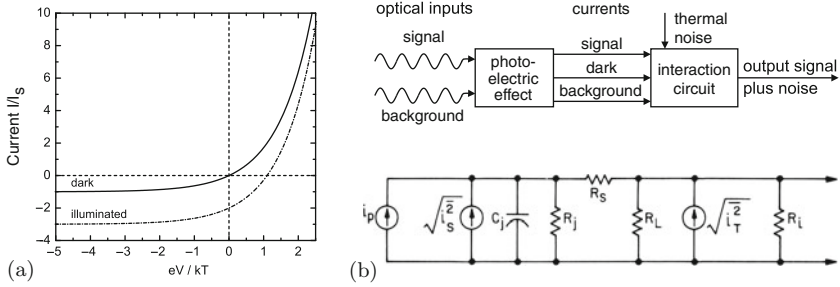 10
8
6
4
2
0
−2
−4
Current I/Is
dark
illuminated
−5
−4
−3
−2
−1
0
1
2
eV / kT
(a)
optical inputs
currents
thermal
noise
signal
background
photo-
electric
effect
signal
dark
background
interaction
circuit
output signal
plus noise
(b)
ip
√i̅S²
Cj
Rj
RS
RL
√i̅T²
Ri